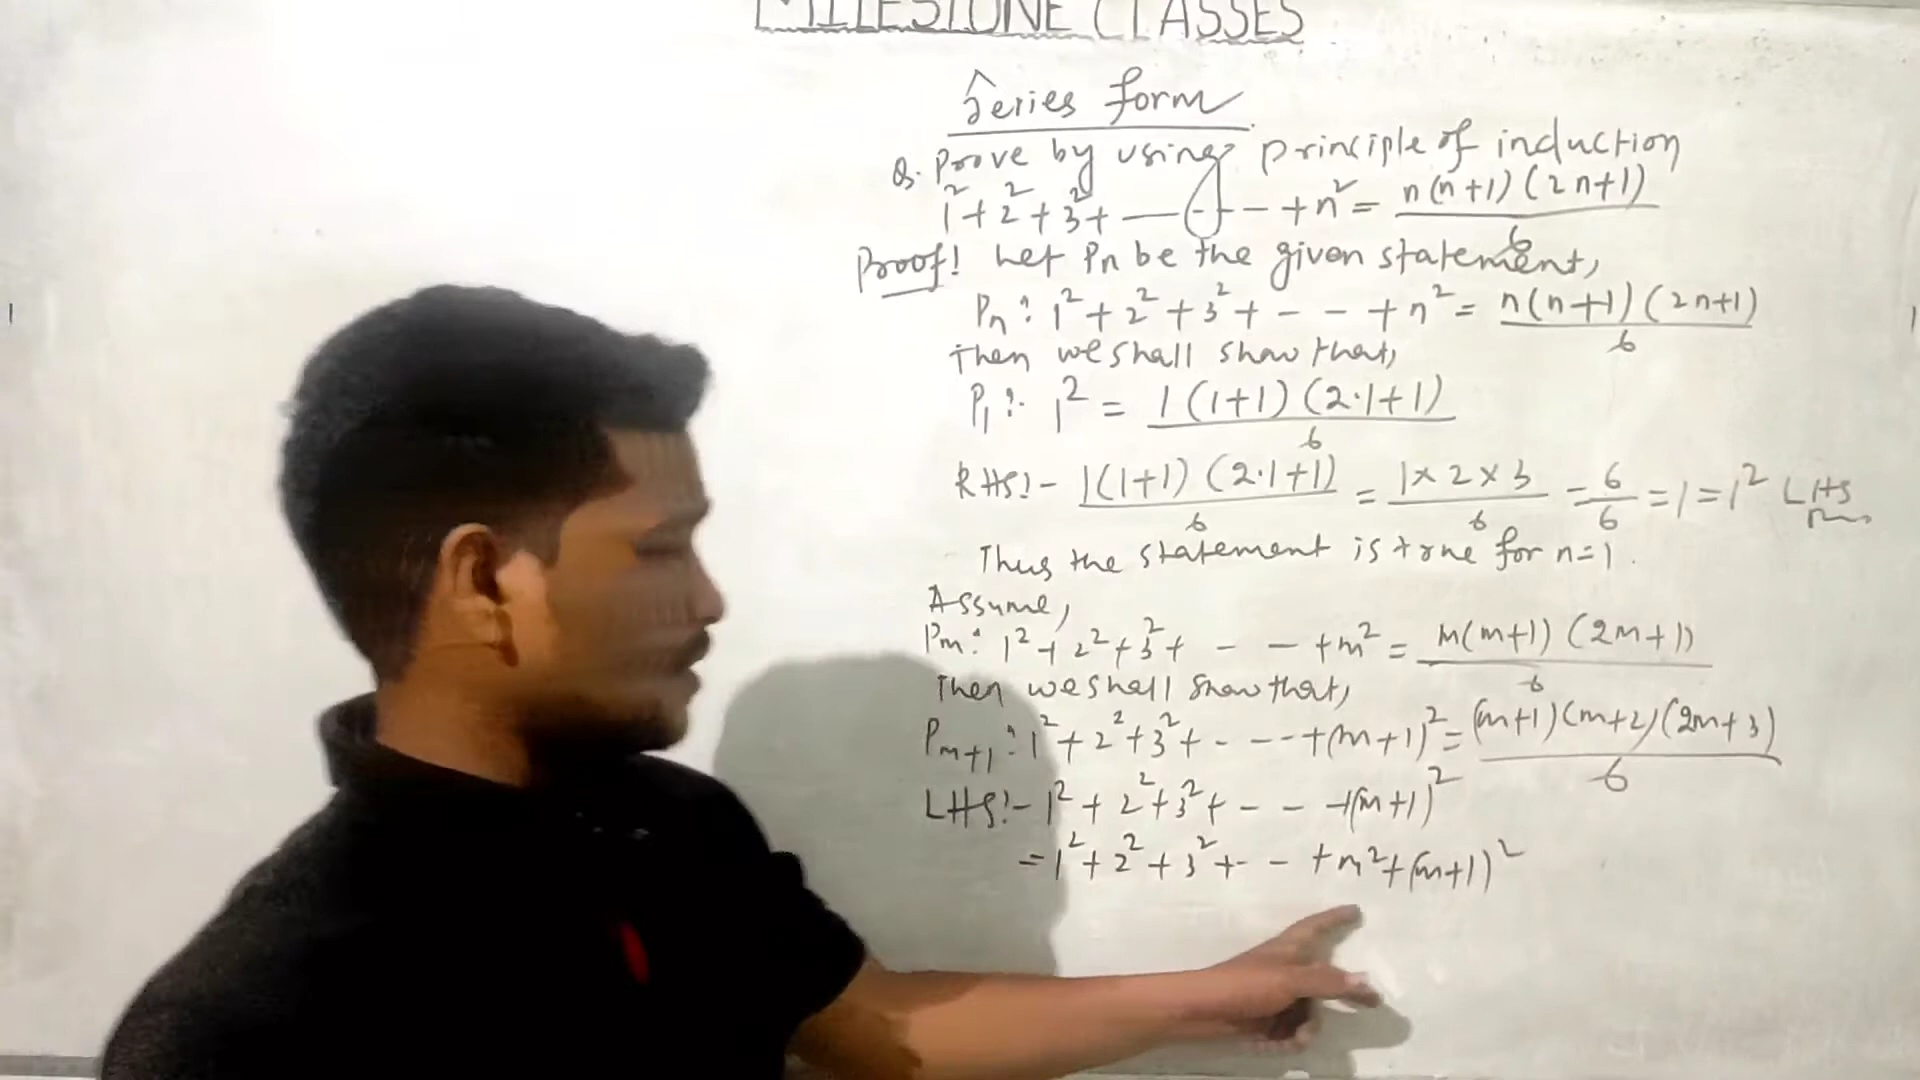 MILESTONE CLASSES
Series form
Q. Prove by using principle of induction
1² + 2² + 3² + — - - - + n² = n(n+1)(2n+1)/6
Proof! Let Pn be the given statement,
Pn : 1² + 2² + 3² + - - + n² = n(n+1)(2n+1)/6
Then we shall show that,
P1 :- 1² = 1(1+1)(2·1+1)/6
RHS!- 1(1+1)(2·1+1)/6 = 1×2×3/6 = 6/6 = 1 = 1² LHS
Thus the statement is true for n=1.
Assume,
Pm : 1² + 2² + 3² + - - + m² = m(m+1)(2m+1)/6
Then we shall show that,
Pm+1 : 1² + 2² + 3² + - - - + (m+1)² = (m+1)(m+2)(2m+3)/6
LHS!- 1² + 2² + 3² + - - + (m+1)²
= 1² + 2² + 3² + - - + m² + (m+1)²